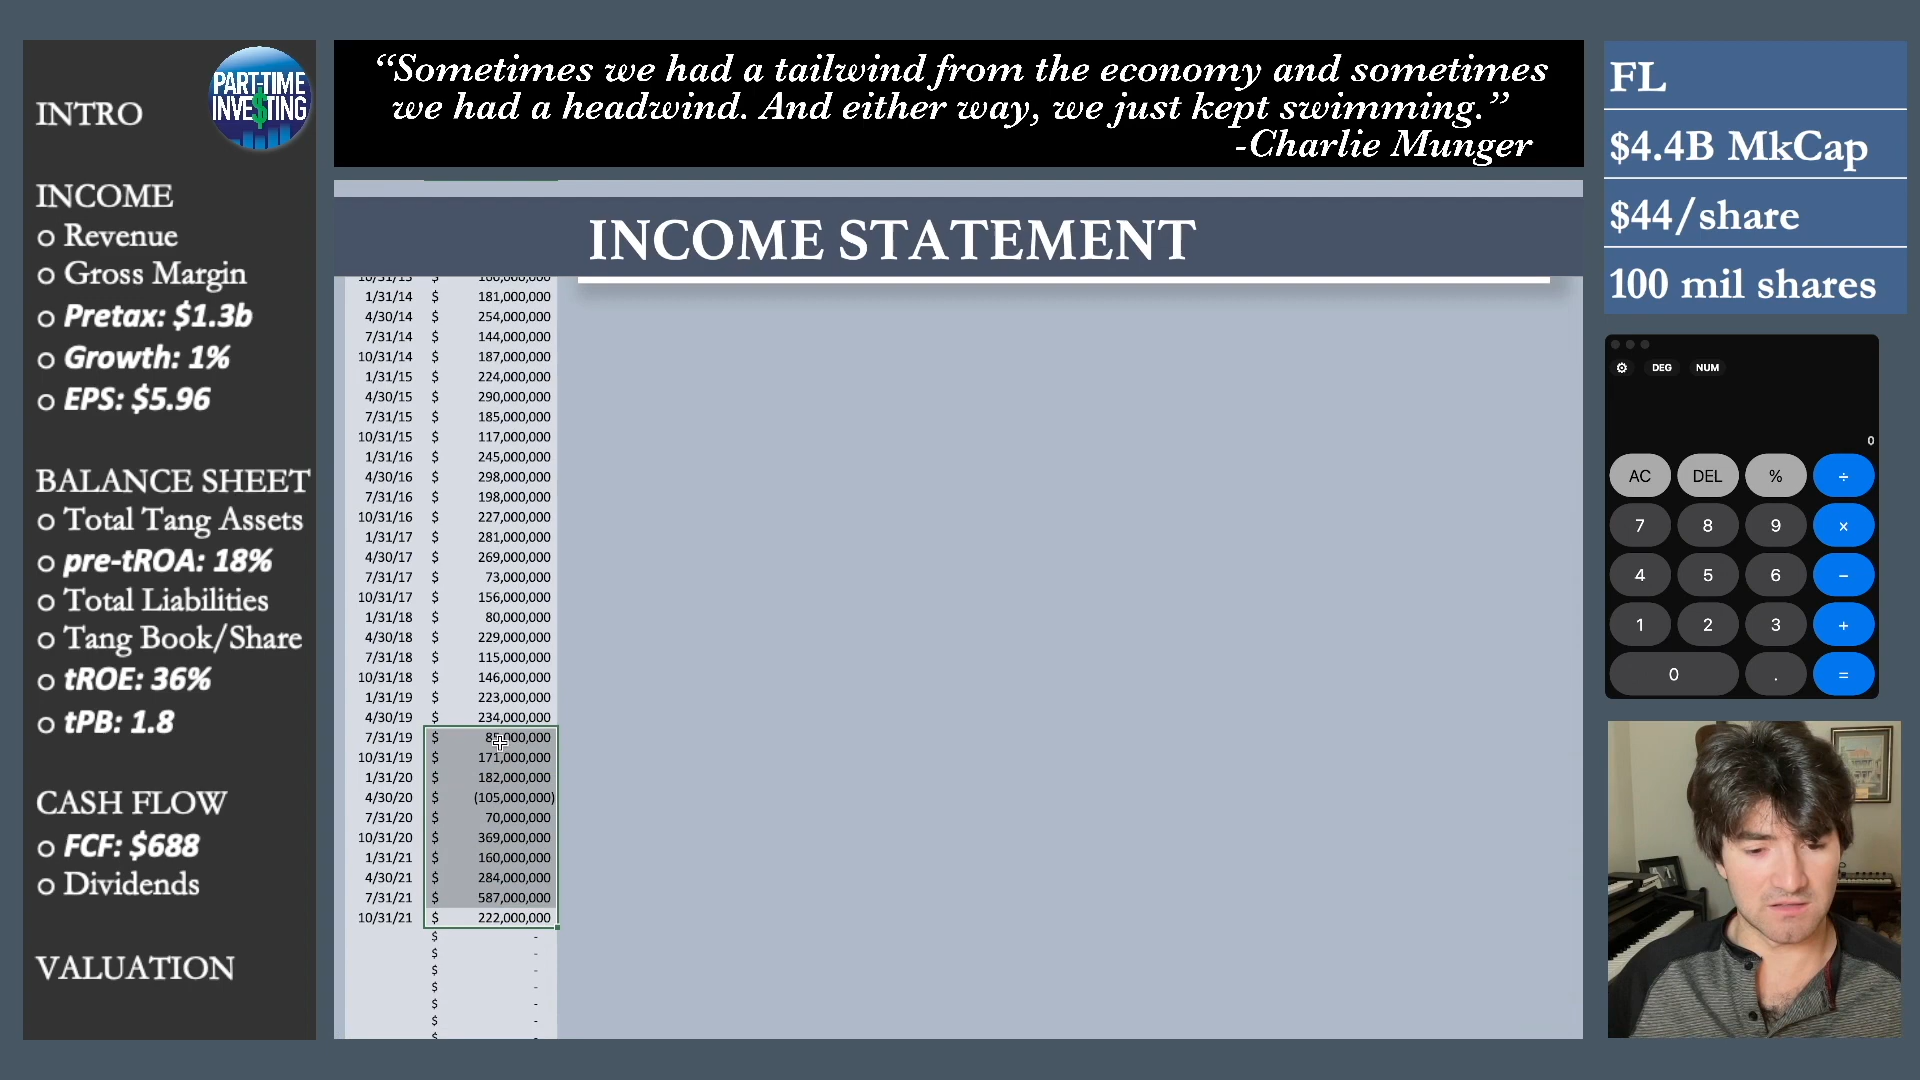 INTRO
PART-TIME
INVE$TING
INCOME
Revenue
Gross Margin
Pretax: $1.3b
Growth: 1%
EPS: $5.96
BALANCE SHEET
Total Tang Assets
pre-tROA: 18%
Total Liabilities
Tang Book/Share
tROE: 36%
tPB: 1.8
CASH FLOW
FCF: $688
Dividends
VALUATION
“Sometimes we had a tailwind from the economy and sometimes
we had a headwind. And either way, we just kept swimming.”
-Charlie Munger
INCOME STATEMENT
1/31/14 $ 181,000,000
4/30/14 $ 254,000,000
7/31/14 $ 144,000,000
10/31/14 $ 187,000,000
1/31/15 $ 224,000,000
4/30/15 $ 290,000,000
7/31/15 $ 185,000,000
10/31/15 $ 117,000,000
1/31/16 $ 245,000,000
4/30/16 $ 298,000,000
7/31/16 $ 198,000,000
10/31/16 $ 227,000,000
1/31/17 $ 281,000,000
4/30/17 $ 269,000,000
7/31/17 $ 73,000,000
10/31/17 $ 156,000,000
1/31/18 $ 80,000,000
4/30/18 $ 229,000,000
7/31/18 $ 115,000,000
10/31/18 $ 146,000,000
1/31/19 $ 223,000,000
4/30/19 $ 234,000,000
7/31/19 $
10/31/19 $ 171,000,000
1/31/20 $ 182,000,000
4/30/20 $ (105,000,000)
7/31/20 $ 70,000,000
10/31/20 $ 369,000,000
1/31/21 $ 160,000,000
4/30/21 $ 284,000,000
7/31/21 $ 587,000,000
10/31/21 $ 222,000,000
$ -
$ -
$ -
$ -
$ -
$ -
$ -
FL
$4.4B MkCap
$44/share
100 mil shares
DEG NUM
0
AC DEL % ÷
7 8 9 ×
4 5 6 −
1 2 3 +
0 . =